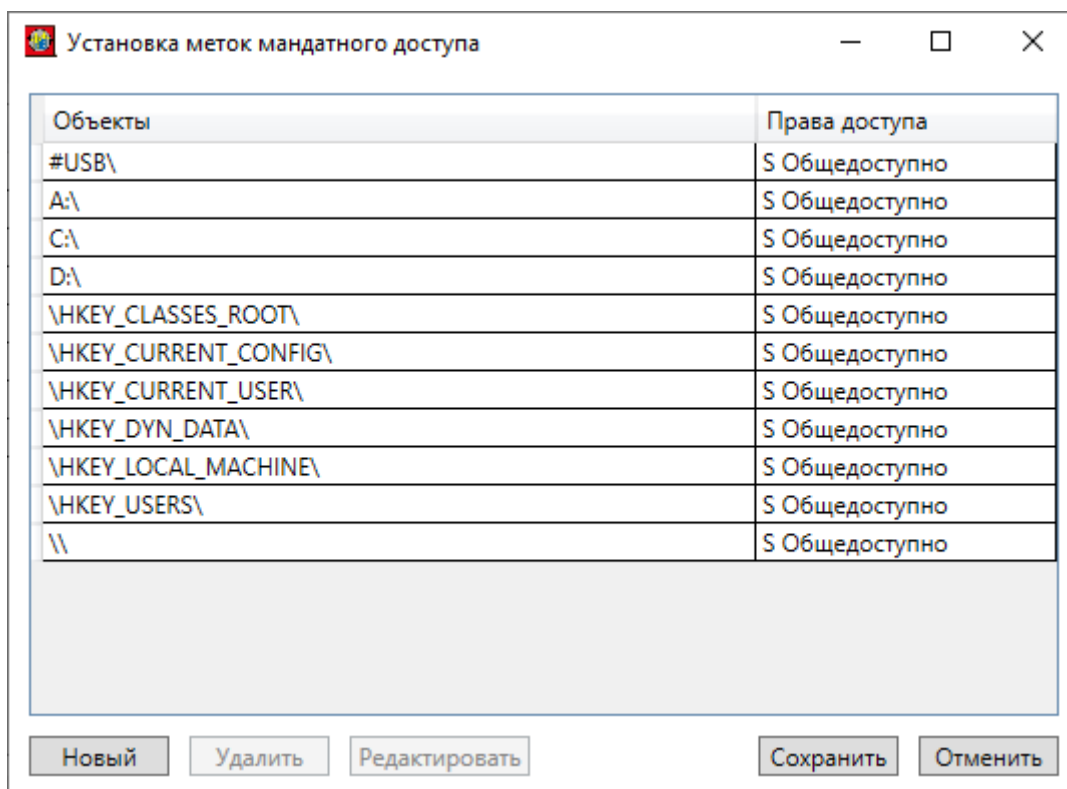 Установка меток мандатного доступа
Объекты Права доступа
#USB\ S Общедоступно
A:\ S Общедоступно
C:\ S Общедоступно
D:\ S Общедоступно
\HKEY_CLASSES_ROOT\ S Общедоступно
\HKEY_CURRENT_CONFIG\ S Общедоступно
\HKEY_CURRENT_USER\ S Общедоступно
\HKEY_DYN_DATA\ S Общедоступно
\HKEY_LOCAL_MACHINE\ S Общедоступно
\HKEY_USERS\ S Общедоступно
\\ S Общедоступно
Новый Удалить Редактировать Сохранить Отменить